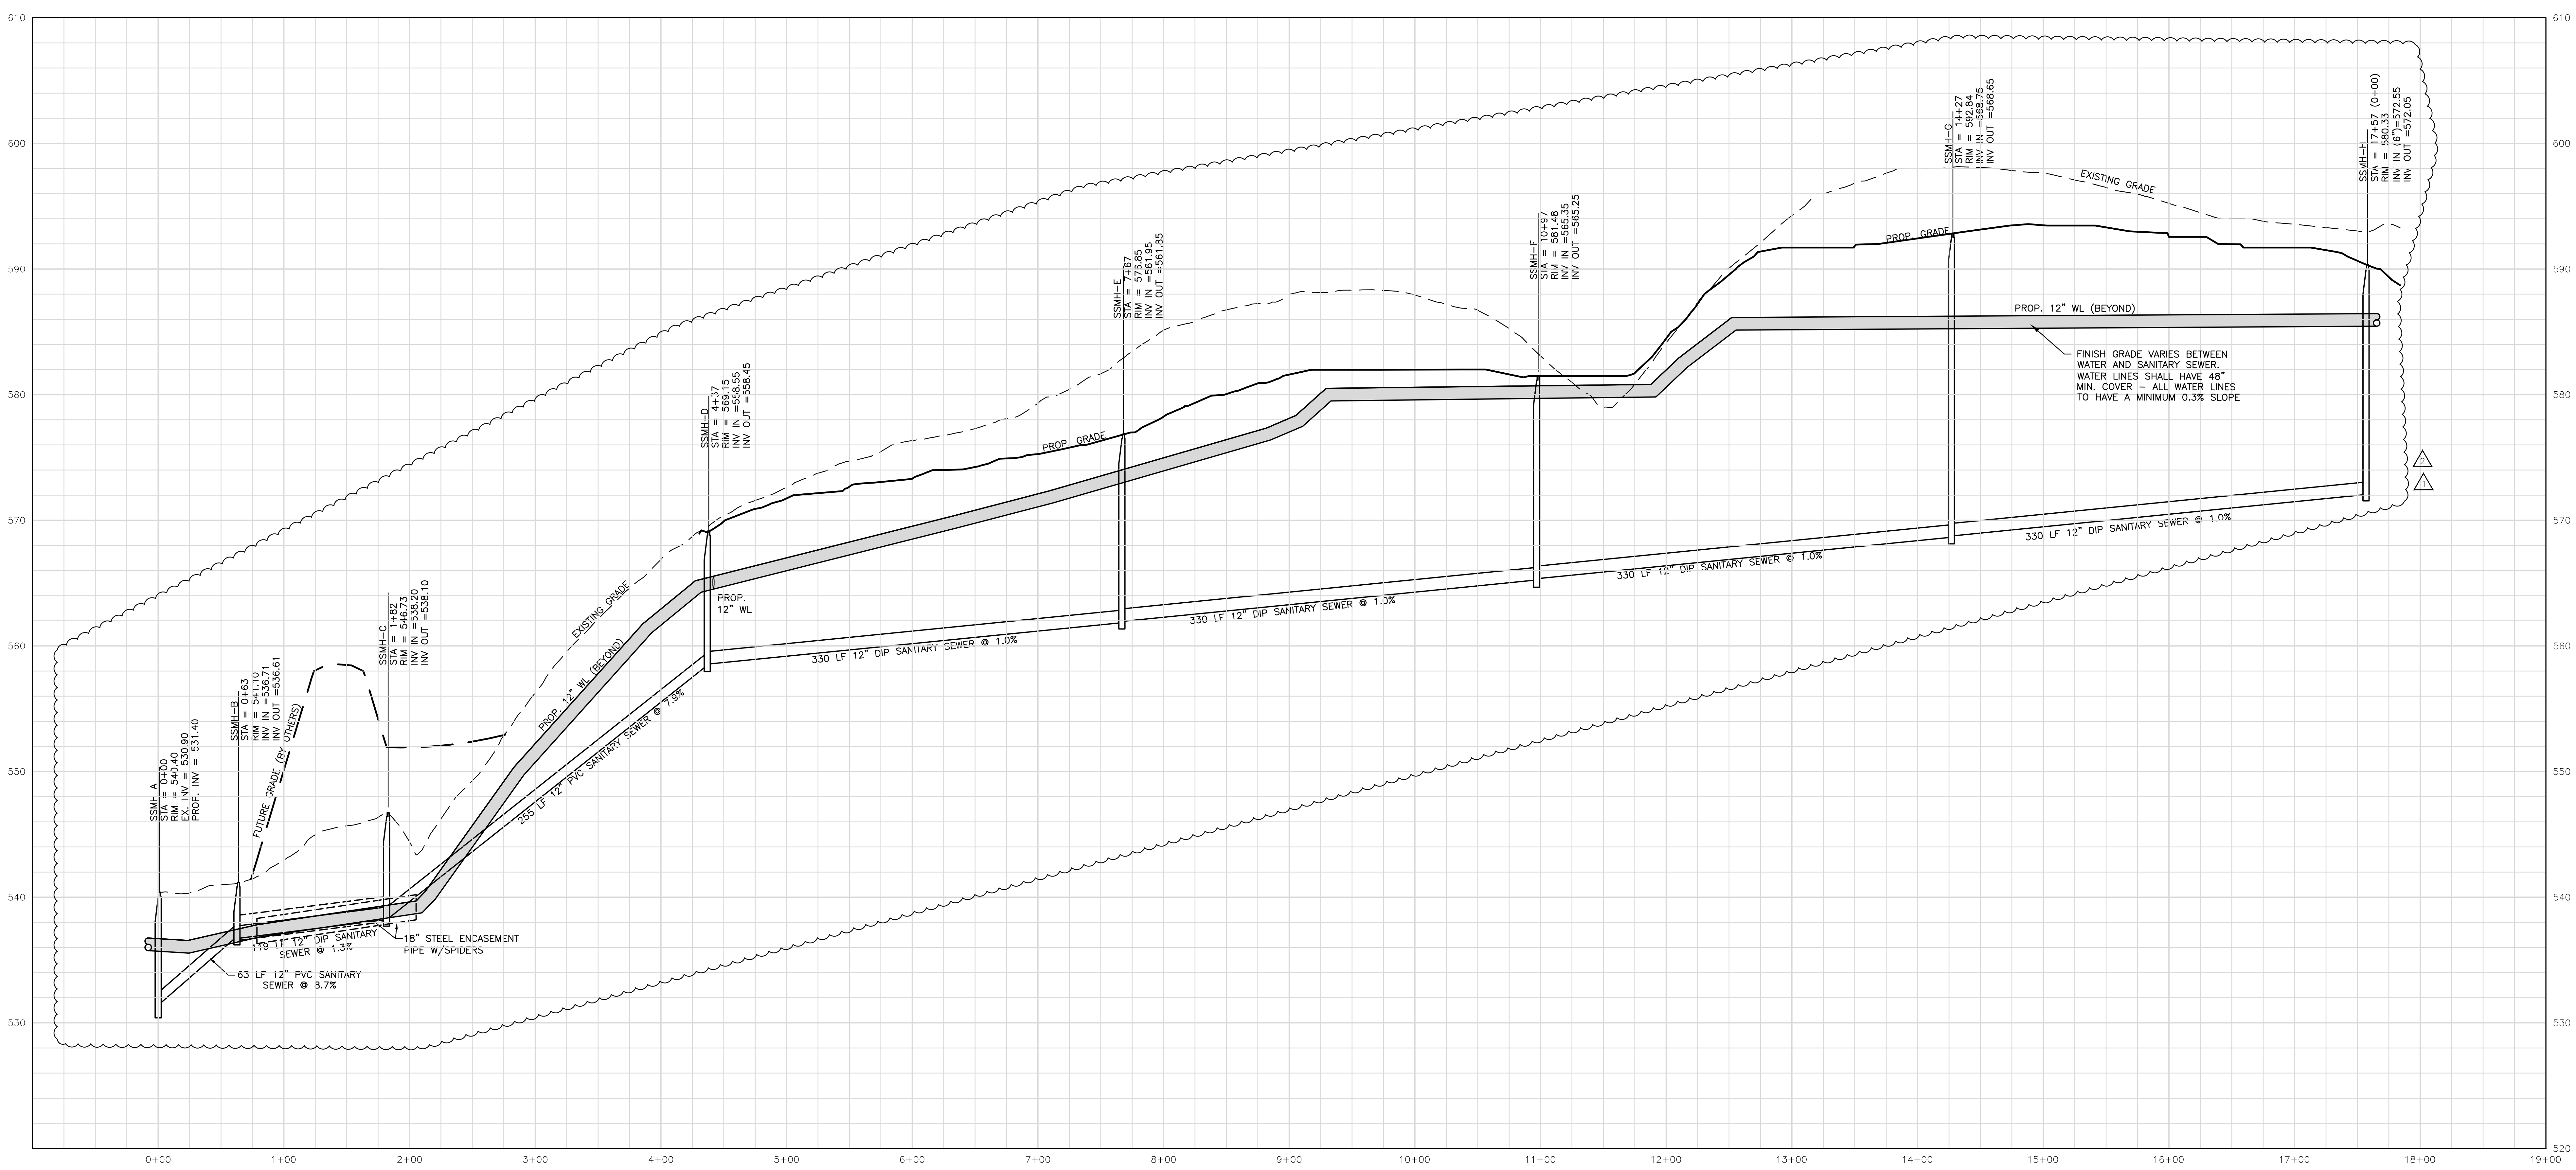 610
610
600
600
590
590
580
580
570
570
560
560
550
550
540
540
530
530
520
520
0+00
1+00
2+00
3+00
4+00
5+00
6+00
7+00
8+00
9+00
10+00
11+00
12+00
13+00
14+00
15+00
16+00
17+00
18+00
19+00
SSMH A
STA = 0+00
RIM = 540.40
EX. INV = 530.90
PROP. INV = 531.40
SSMH-B
STA = 0+63
RIM = 541.10
INV IN =536.71
INV OUT =536.61
SSMH-C
STA = 1+82
RIM = 546.73
INV IN =538.20
INV OUT =538.10
SSMH-D
STA = 4+37
RIM = 569.15
INV IN =558.55
INV OUT =558.45
SSMH-E
STA = 7+67
RIM = 576.85
INV IN =561.95
INV OUT =561.85
SSMH-F
STA = 10+97
RIM = 581.48
INV IN =565.35
INV OUT =565.25
STA = 14+27
RIM = 592.84
INV IN =568.75
INV OUT =568.65
STA = 17+57 (0-00)
INV IN (6")=572.55
INV OUT =572.05
FUTURE GRADE (BY OTHERS)
EXISTING GRADE
PROP. 12" WL (BEYOND)
PROP.
12" WL
PROP. GRADE
PROP. GRADE
EXISTING GRADE
PROP. 12" WL (BEYOND)
FINISH GRADE VARIES BETWEEN
WATER AND SANITARY SEWER.
WATER LINES SHALL HAVE 48"
MIN. COVER – ALL WATER LINES
TO HAVE A MINIMUM 0.3% SLOPE
63 LF 12" PVC SANITARY
SEWER @ 8.7%
119 LF 12" DIP SANITARY
SEWER @ 1.3%
18" STEEL ENCASEMENT
PIPE W/SPIDERS
255 LF 12" PVC SANITARY SEWER @ 7.9%
330 LF 12" DIP SANITARY SEWER @ 1.0%
330 LF 12" DIP SANITARY SEWER @ 1.0%
330 LF 12" DIP SANITARY SEWER @ 1.0%
330 LF 12" DIP SANITARY SEWER @ 1.0%
2
1